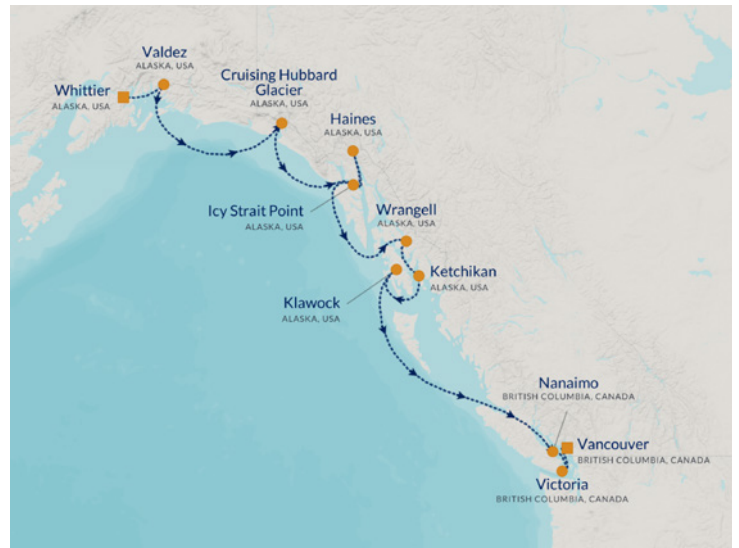 Valdez
ALASKA, USA
Whittier
ALASKA, USA
Cruising Hubbard
Glacier
ALASKA, USA
Haines
ALASKA, USA
Icy Strait Point
ALASKA, USA
Wrangell
ALASKA, USA
Ketchikan
ALASKA, USA
Klawock
ALASKA, USA
Nanaimo
BRITISH COLUMBIA, CANADA
Vancouver
BRITISH COLUMBIA, CANADA
Victoria
BRITISH COLUMBIA, CANADA